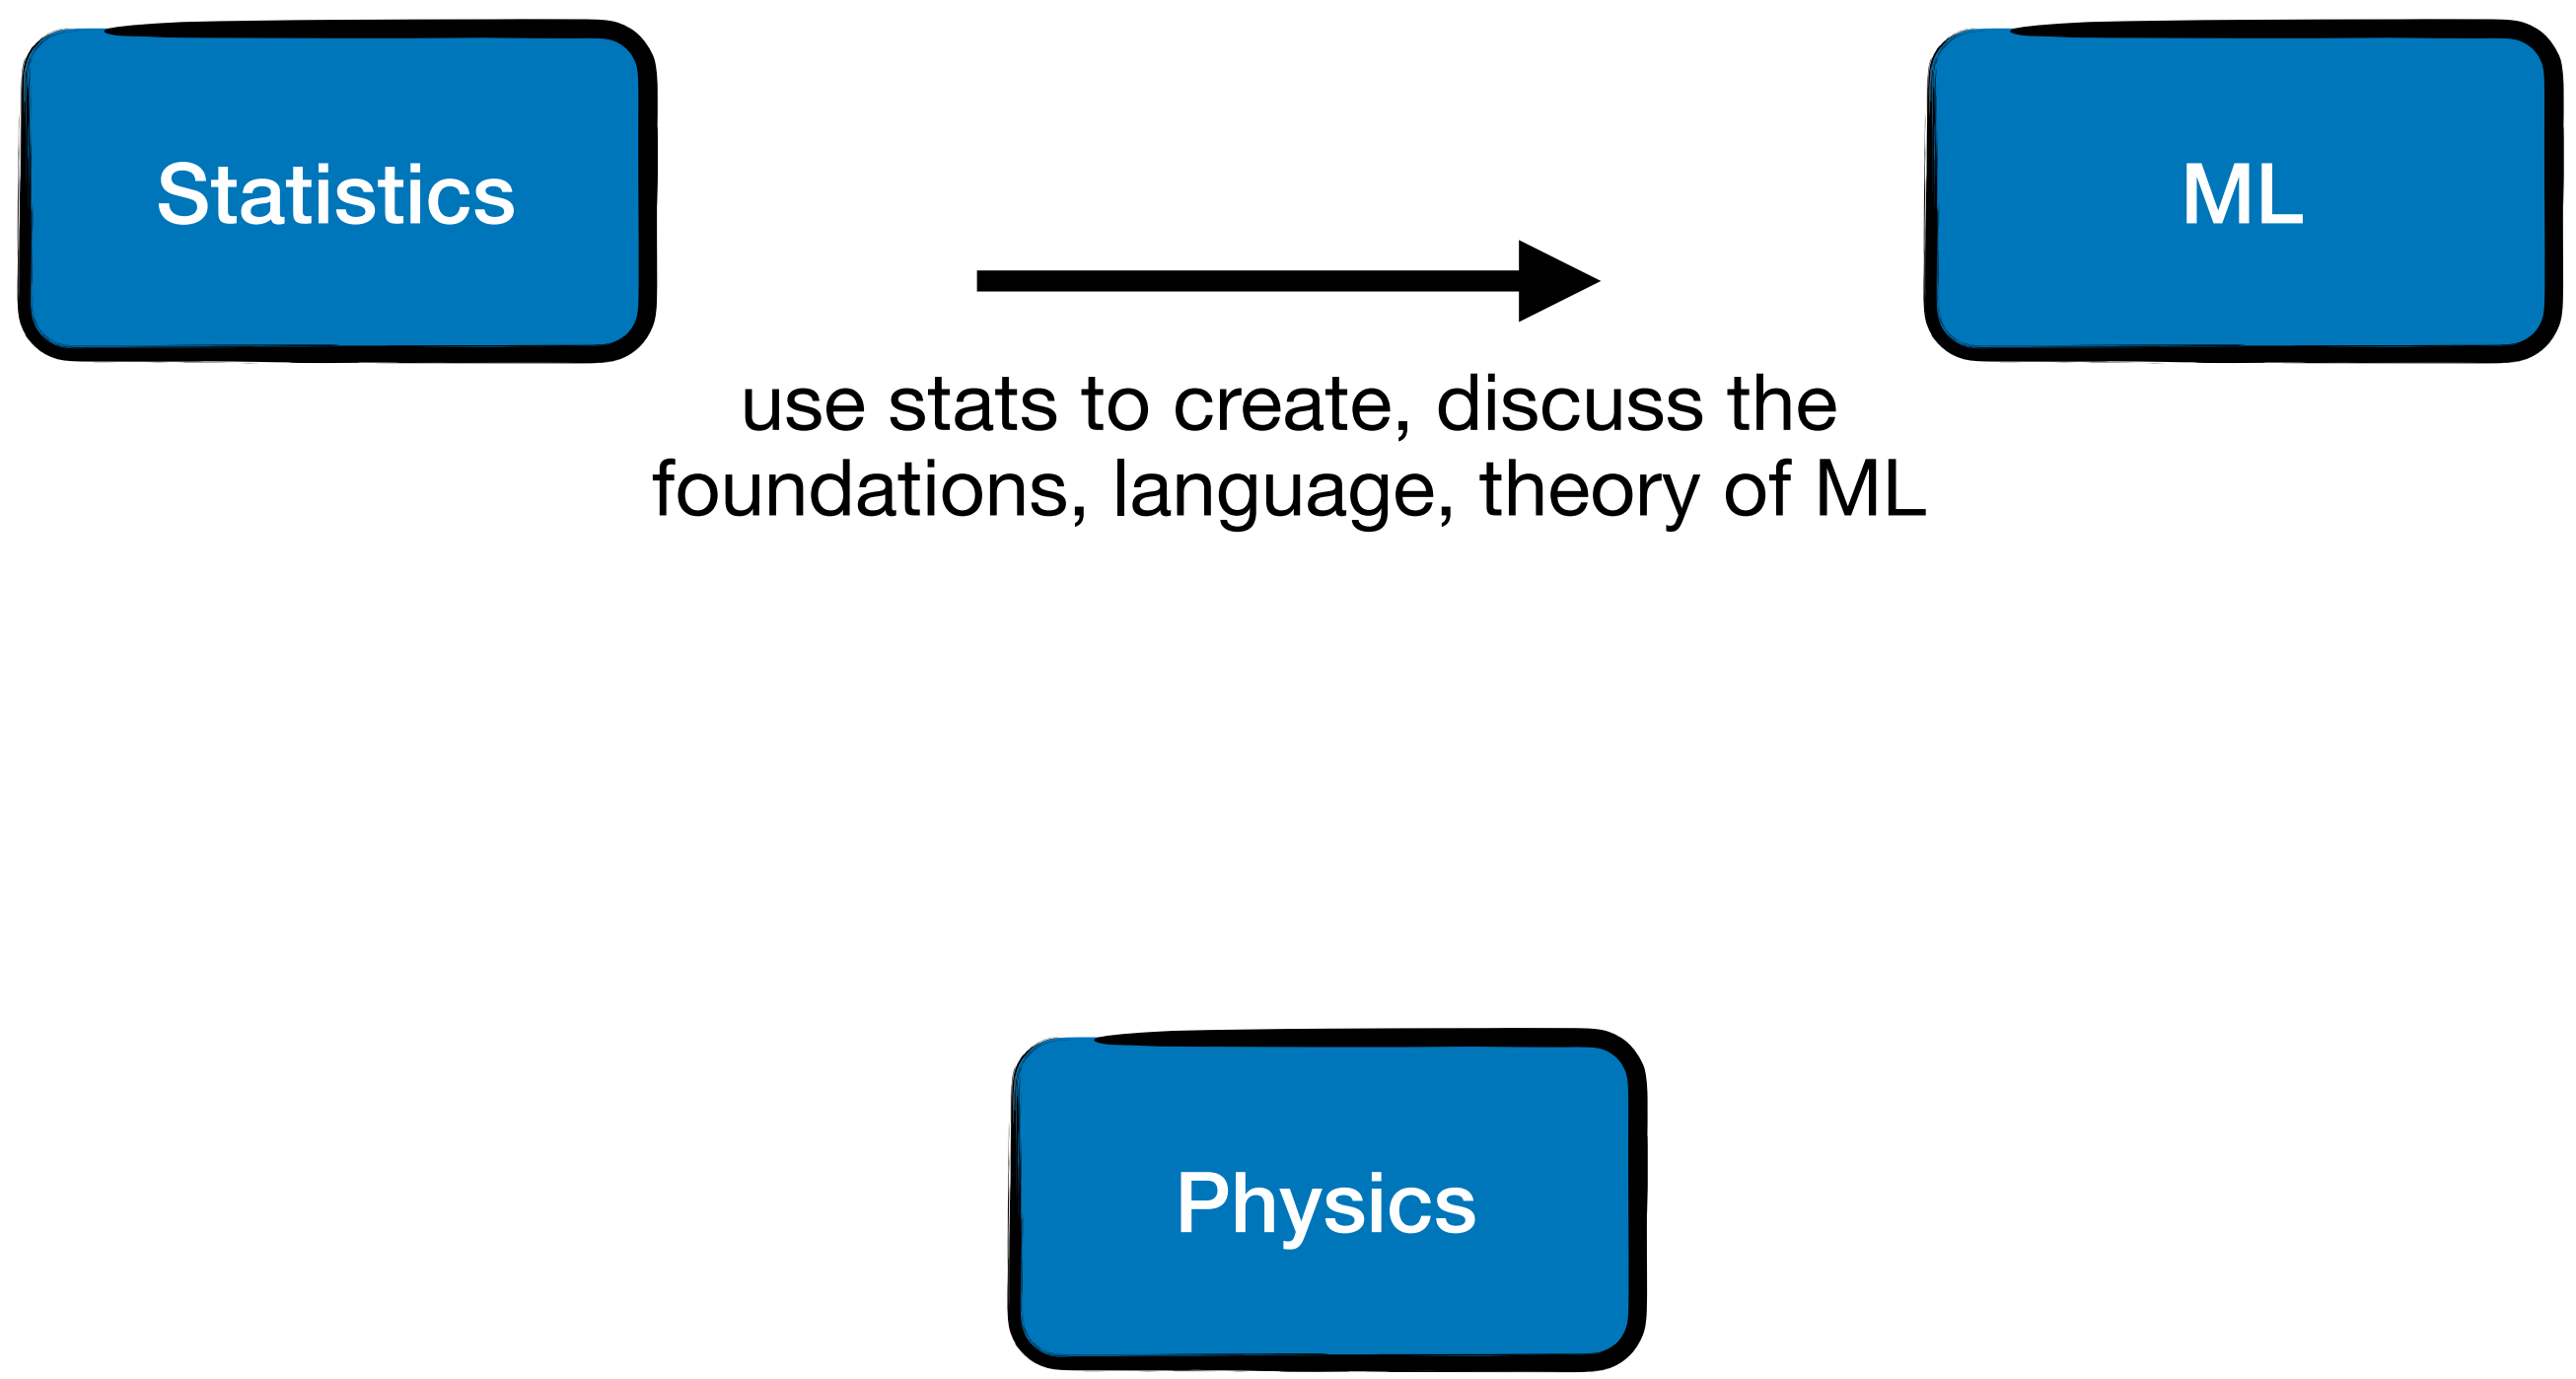 Statistics
ML
use stats to create, discuss the
foundations, language, theory of ML
Physics